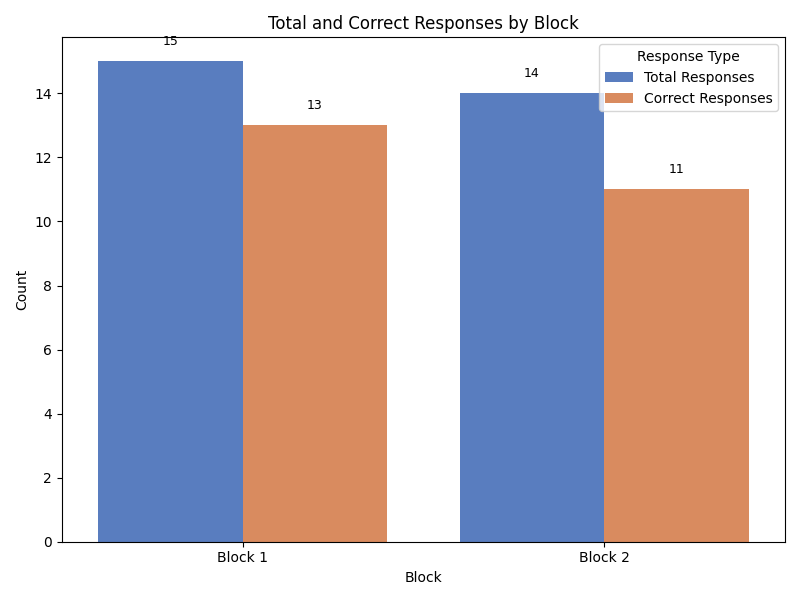 Total and Correct Responses by Block
15
13
14
11
Response Type
Total Responses
Correct Responses
14
12
10
8
6
4
2
0
Count
Block 1
Block 2
Block